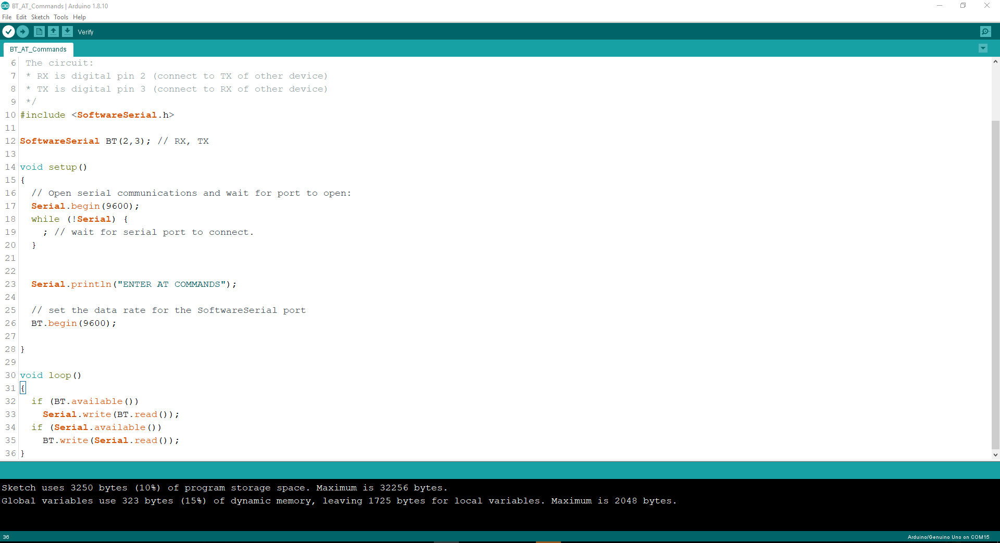 BT_AT_Commands | Arduino 1.8.10
File Edit Sketch Tools Help
Verify
BT_AT_Commands
6  The circuit:
7  * RX is digital pin 2 (connect to TX of other device)
8  * TX is digital pin 3 (connect to RX of other device)
9  */
10 #include <SoftwareSerial.h>
11
12 SoftwareSerial BT(2,3); // RX, TX
13
14 void setup()
15 {
16   // Open serial communications and wait for port to open:
17   Serial.begin(9600);
18   while (!Serial) {
19     ; // wait for serial port to connect.
20   }
21
22
23   Serial.println("ENTER AT COMMANDS");
24
25   // set the data rate for the SoftwareSerial port
26   BT.begin(9600);
27
28 }
29
30 void loop()
31 {
32   if (BT.available())
33     Serial.write(BT.read());
34   if (Serial.available())
35     BT.write(Serial.read());
36 }
Sketch uses 3250 bytes (10%) of program storage space. Maximum is 32256 bytes.
Global variables use 323 bytes (15%) of dynamic memory, leaving 1725 bytes for local variables. Maximum is 2048 bytes.
36
Arduino/Genuino Uno on COM15